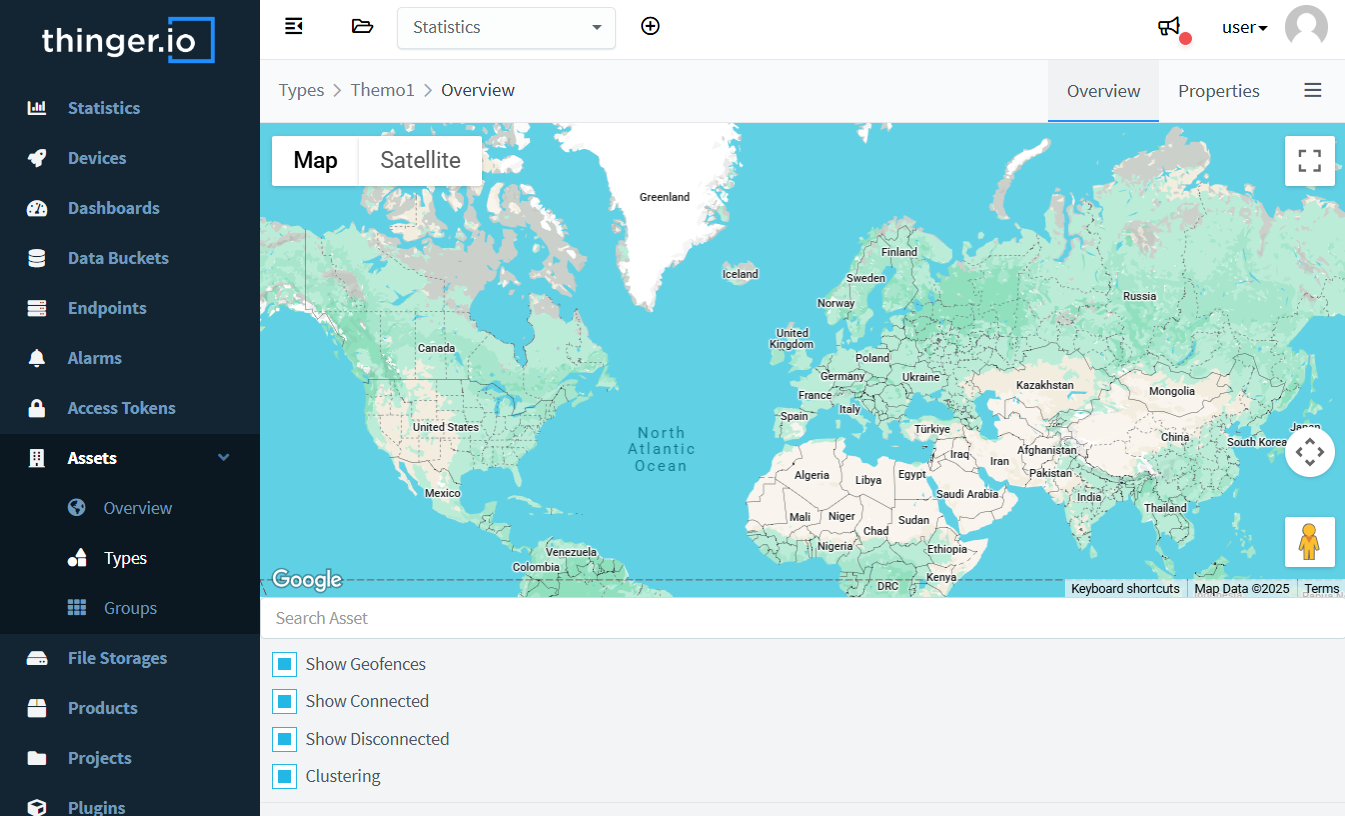 thinger.io
Statistics
user
Statistics
Devices
Dashboards
Data Buckets
Endpoints
Alarms
Access Tokens
Assets
Overview
Types
Groups
File Storages
Products
Projects
Plugins
Types > Themo1 > Overview
Overview
Properties
Map
Satellite
Greenland
Iceland
Finland
Sweden
Norway
Russia
United
Kingdom
Canada
Poland
Germany
Ukraine
France
Kazakhstan
Mongolia
Italy
Spain
United States
Türkiye
Japan
China
South Korea
North
Atlantic
Ocean
Iraq
Iran
Afghanistan
Pakistan
Algeria
Libya
Egypt
Saudi Arabia
India
Mexico
Thailand
Mali
Niger
Chad
Sudan
Nigeria
Ethiopia
Venezuela
Colombia
DRC
Kenya
Google
Keyboard shortcuts
Map Data ©2025
Terms
Search Asset
Show Geofences
Show Connected
Show Disconnected
Clustering